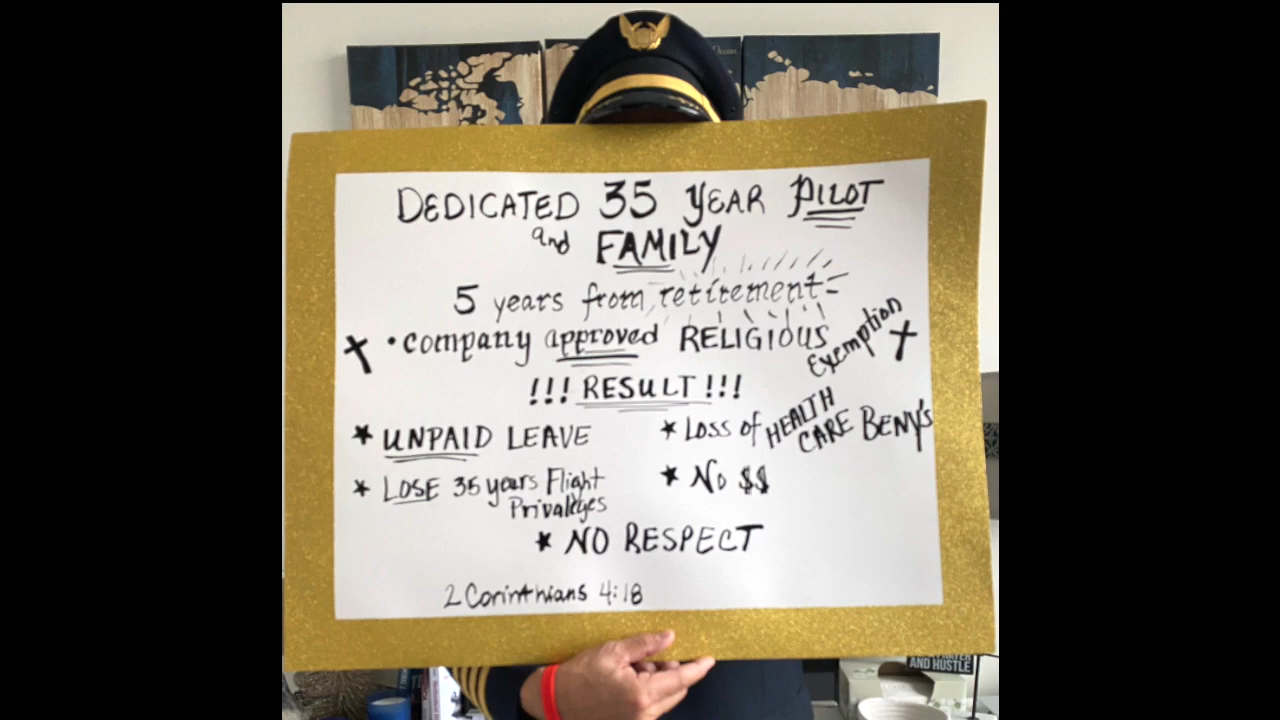 DEDICATED 35 YEAR PILOT
and FAMILY
5 years from retirement
• company approved RELIGIOUS Exemption
!!! RESULT !!!
* UNPAID LEAVE
* LOSS of HEALTH CARE BENY's
* LOSE 35 years Flight Privaleges
* No $$
* NO RESPECT
2 Corinthians 4:18
AND HUSTLE